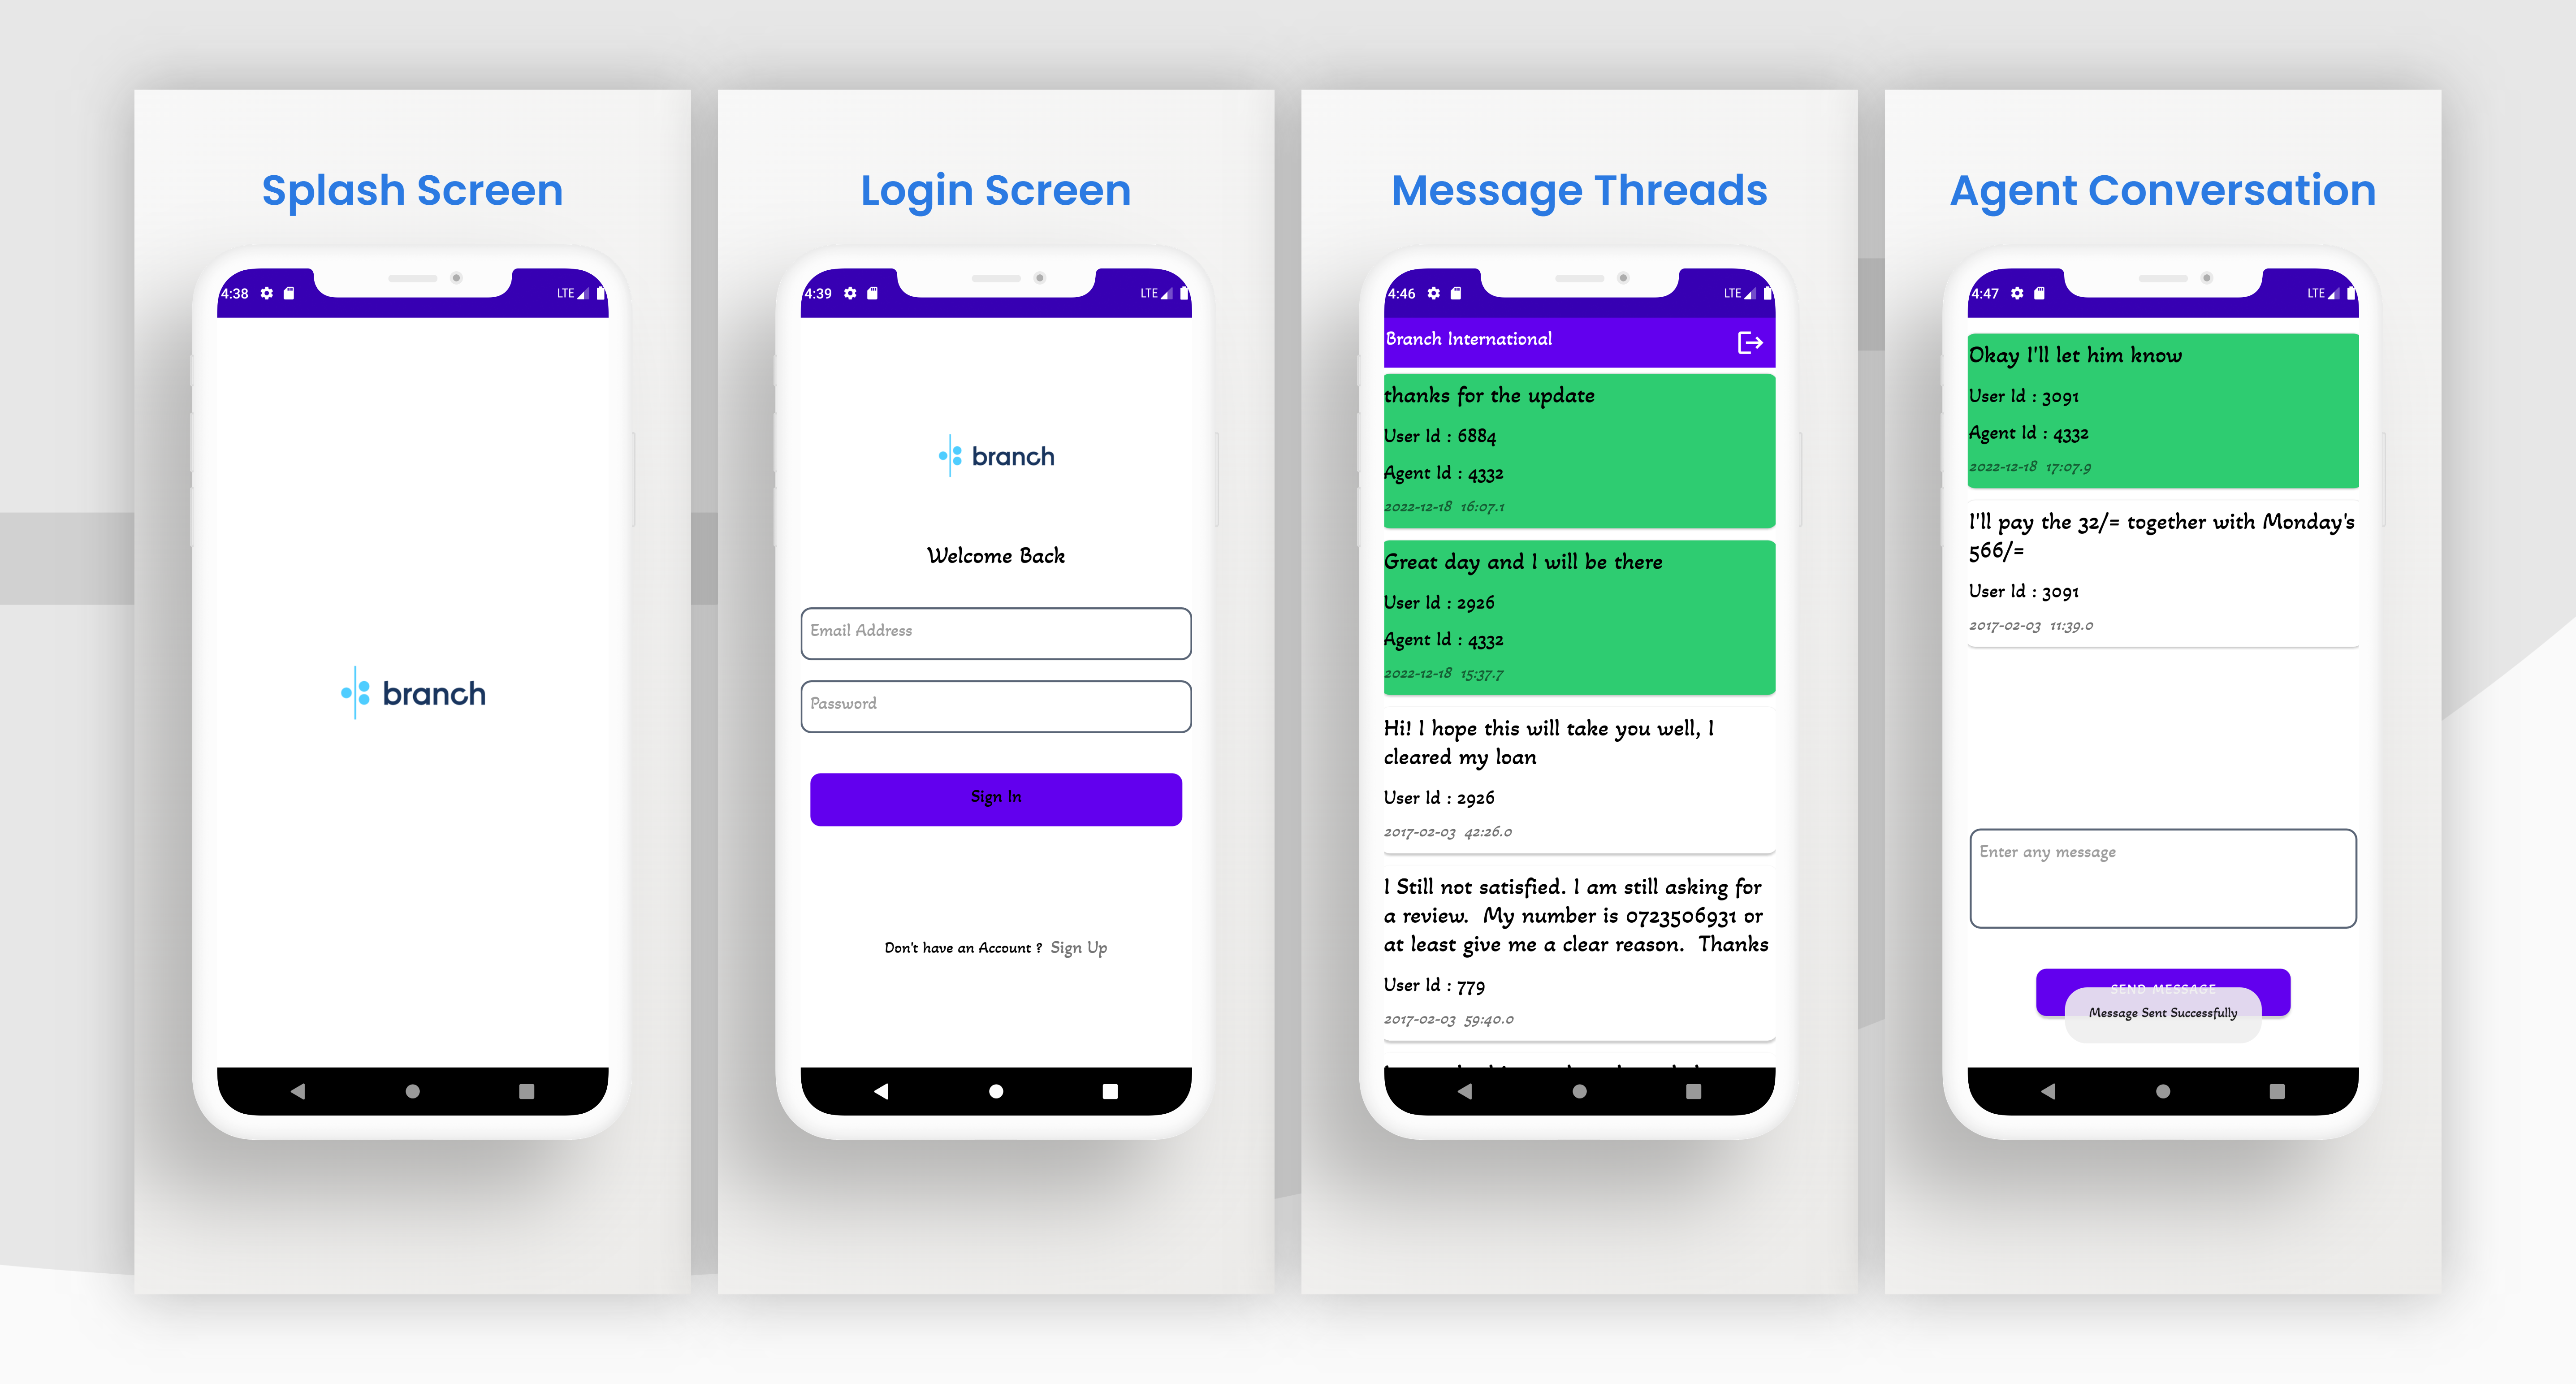 Splash Screen
4:38
LTE
branch
Login Screen
4:39
LTE
branch
Welcome Back
Email Address
Password
Sign In
Don't have an Account ? Sign Up
Message Threads
4:46
LTE
Branch International
thanks for the update
User Id : 6884
Agent Id : 4332
2022-12-18 16:07.1
Great day and I will be there
User Id : 2926
Agent Id : 4332
2022-12-18 15:37.7
Hi! I hope this will take you well, I
cleared my loan
User Id : 2926
2017-02-03 42:26.0
I Still not satisfied. I am still asking for
a review. My number is 0723506931 or
at least give me a clear reason. Thanks
User Id : 779
2017-02-03 59:40.0
Agent Conversation
4:47
LTE
Okay I'll let him know
User Id : 3091
Agent Id : 4332
2022-12-18 17:07.9
I'll pay the 32/= together with Monday's
566/=
User Id : 3091
2017-02-03 11:39.0
Enter any message
SEND MESSAGE
Message Sent Successfully